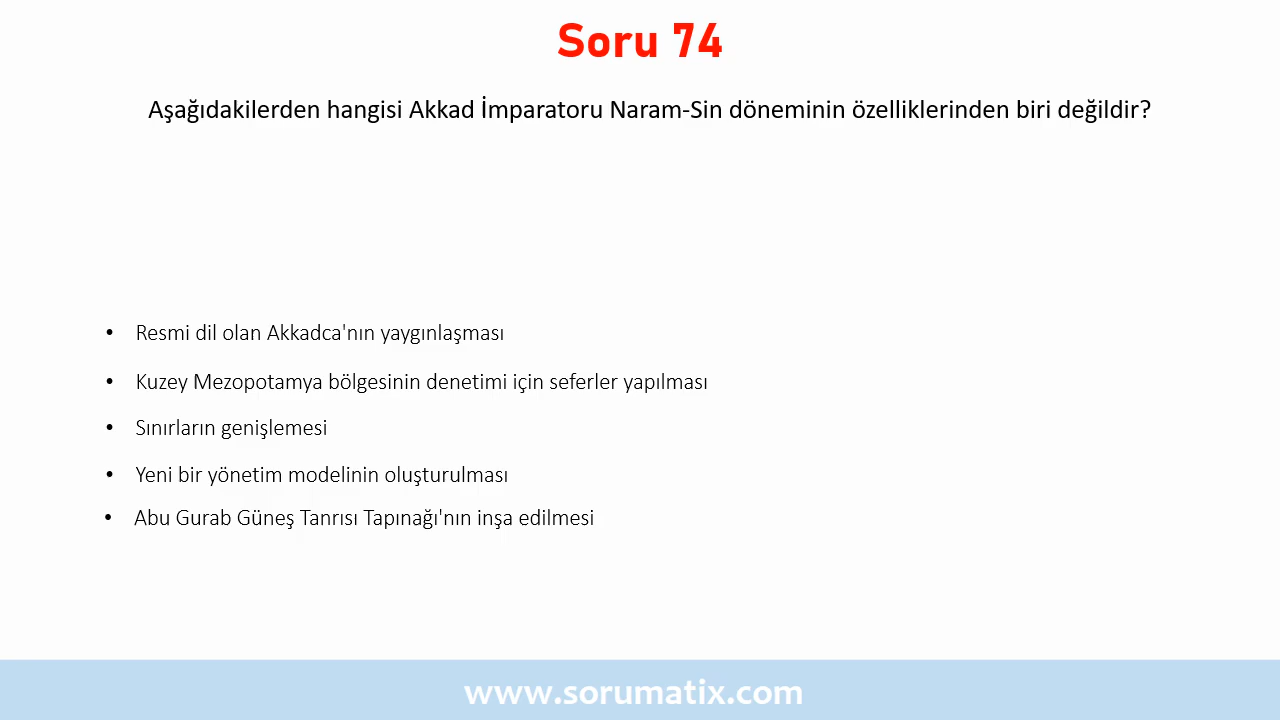 Soru 74
Aşağıdakilerden hangisi Akkad İmparatoru Naram-Sin döneminin özelliklerinden biri değildir?
• Resmi dil olan Akkadca'nın yaygınlaşması
• Kuzey Mezopotamya bölgesinin denetimi için seferler yapılması
• Sınırların genişlemesi
• Yeni bir yönetim modelinin oluşturulması
• Abu Gurab Güneş Tanrısı Tapınağı'nın inşa edilmesi
www.sorumatix.com